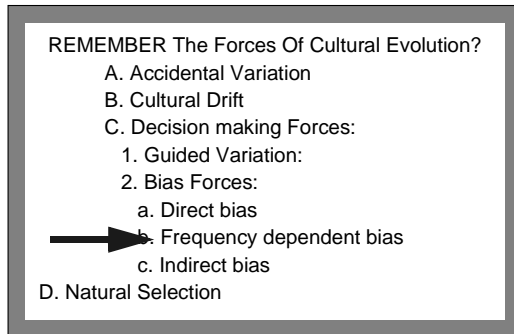 REMEMBER The Forces Of Cultural Evolution?
A. Accidental Variation
B. Cultural Drift
C. Decision making Forces:
1. Guided Variation:
2. Bias Forces:
a. Direct bias
b. Frequency dependent bias
c. Indirect bias
D. Natural Selection